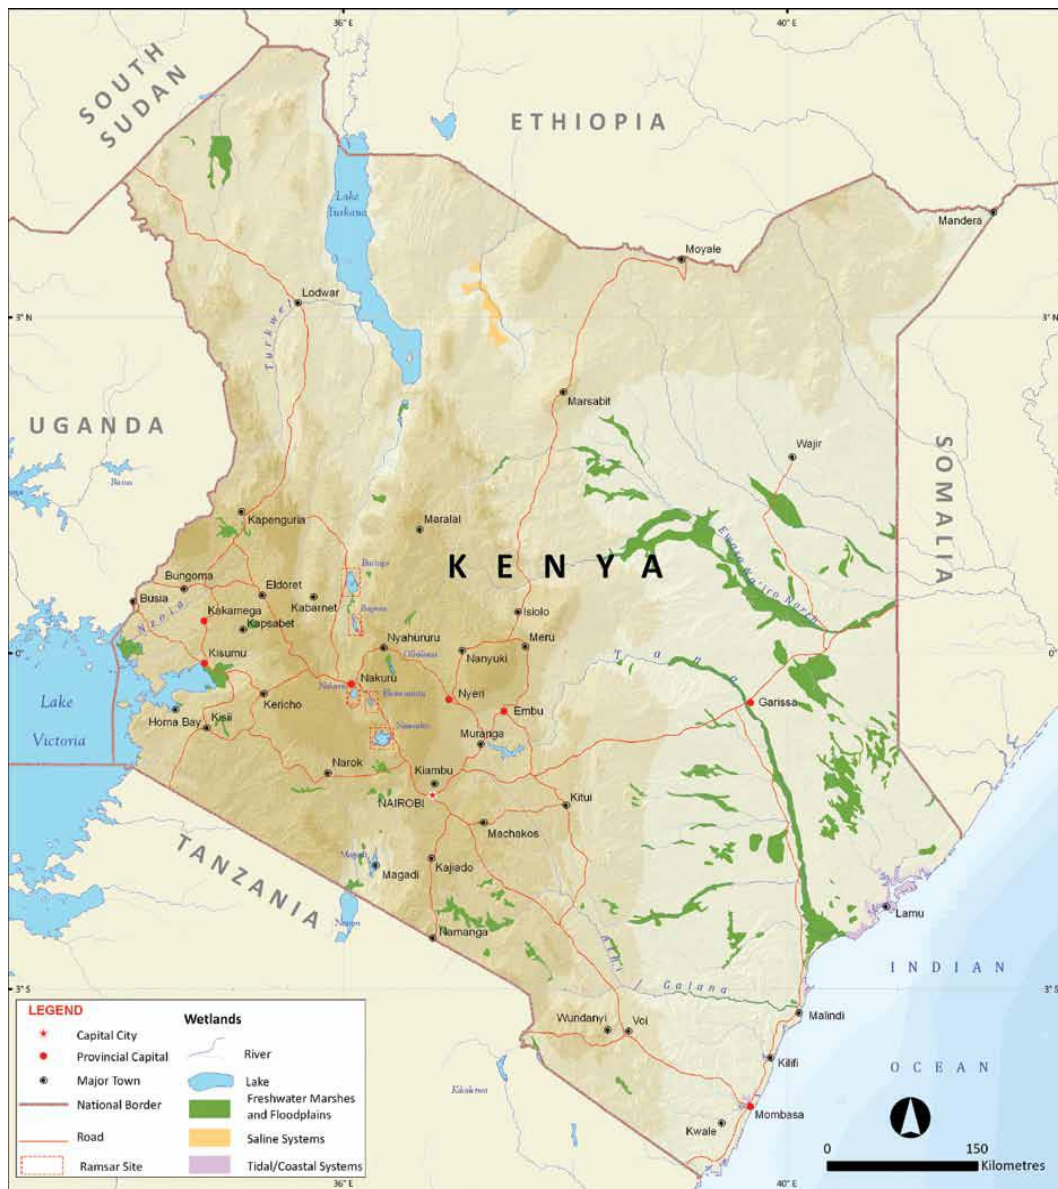 36° E
40° E
SOUTH
SUDAN
ETHIOPIA
Lake
Turkana
Mandera
Moyale
Lodwar
3° N
3° N
Turkwel
Marsabit
UGANDA
Wajir
SOMALIA
Kapenguria
Maralal
KENYA
Baringo
Ewaso Ng'iro North
Bungoma
Eldoret
Busia
Kabarnet
Bogoria
Isiolo
Nzoia
Kakamega
Kapsabet
Nyahururu
Meru
Kisumu
Nanyuki
0°
0°
Tana
Nakuru
Nakuru
Lake
Victoria
Kericho
Nyeri
Embu
Garissa
Homa Bay
Kisii
Naivasha
Muranga
Narok
Kiambu
NAIROBI
Kitui
Machakos
TANZANIA
Magadi
Magadi
Kajiado
Natron
Lamu
Namanga
Athi / Galana
INDIAN
3° S
3° S
Malindi
Wundanyi
Voi
Kilifi
OCEAN
Mombasa
Kwale
LEGEND
Capital City
Provincial Capital
Major Town
National Border
Road
Ramsar Site
Wetlands
River
Lake
Freshwater Marshes
and Floodplains
Saline Systems
Tidal/Coastal Systems
0
150
Kilometres
36° E
40° E